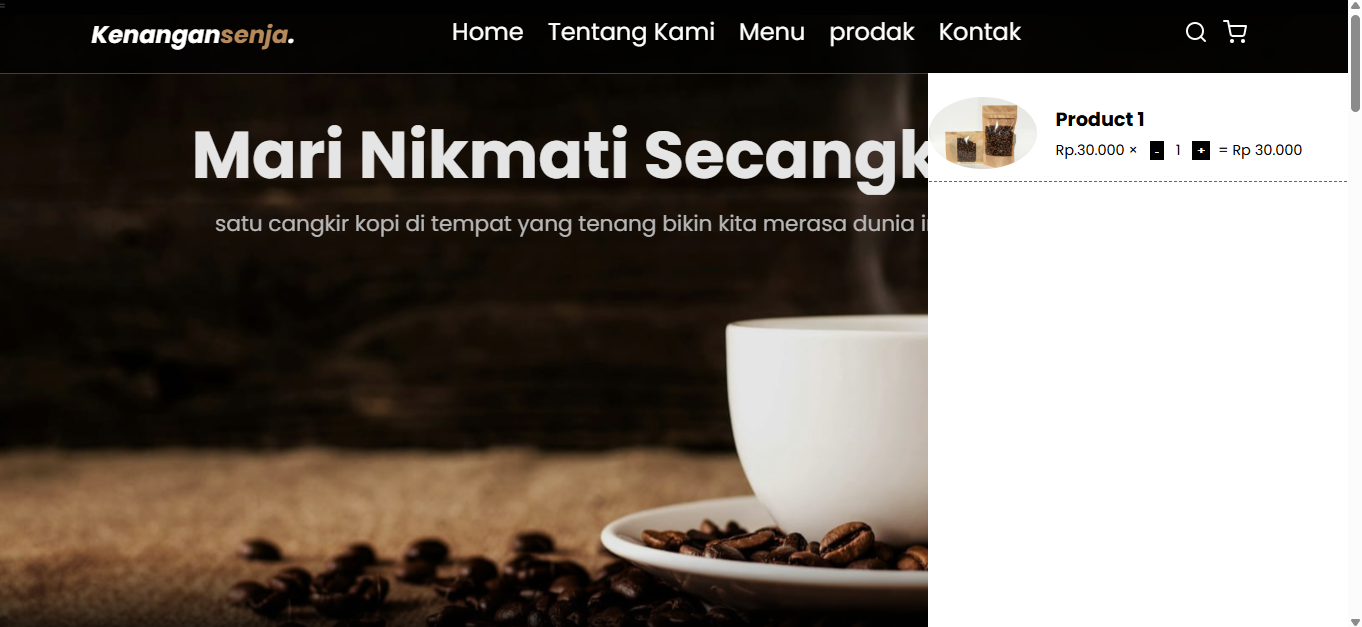 Kenangansenja.
Home Tentang Kami Menu prodak Kontak
Mari Nikmati Secangk
satu cangkir kopi di tempat yang tenang bikin kita merasa dunia i
Product 1
Rp.30.000 × - 1 + = Rp 30.000